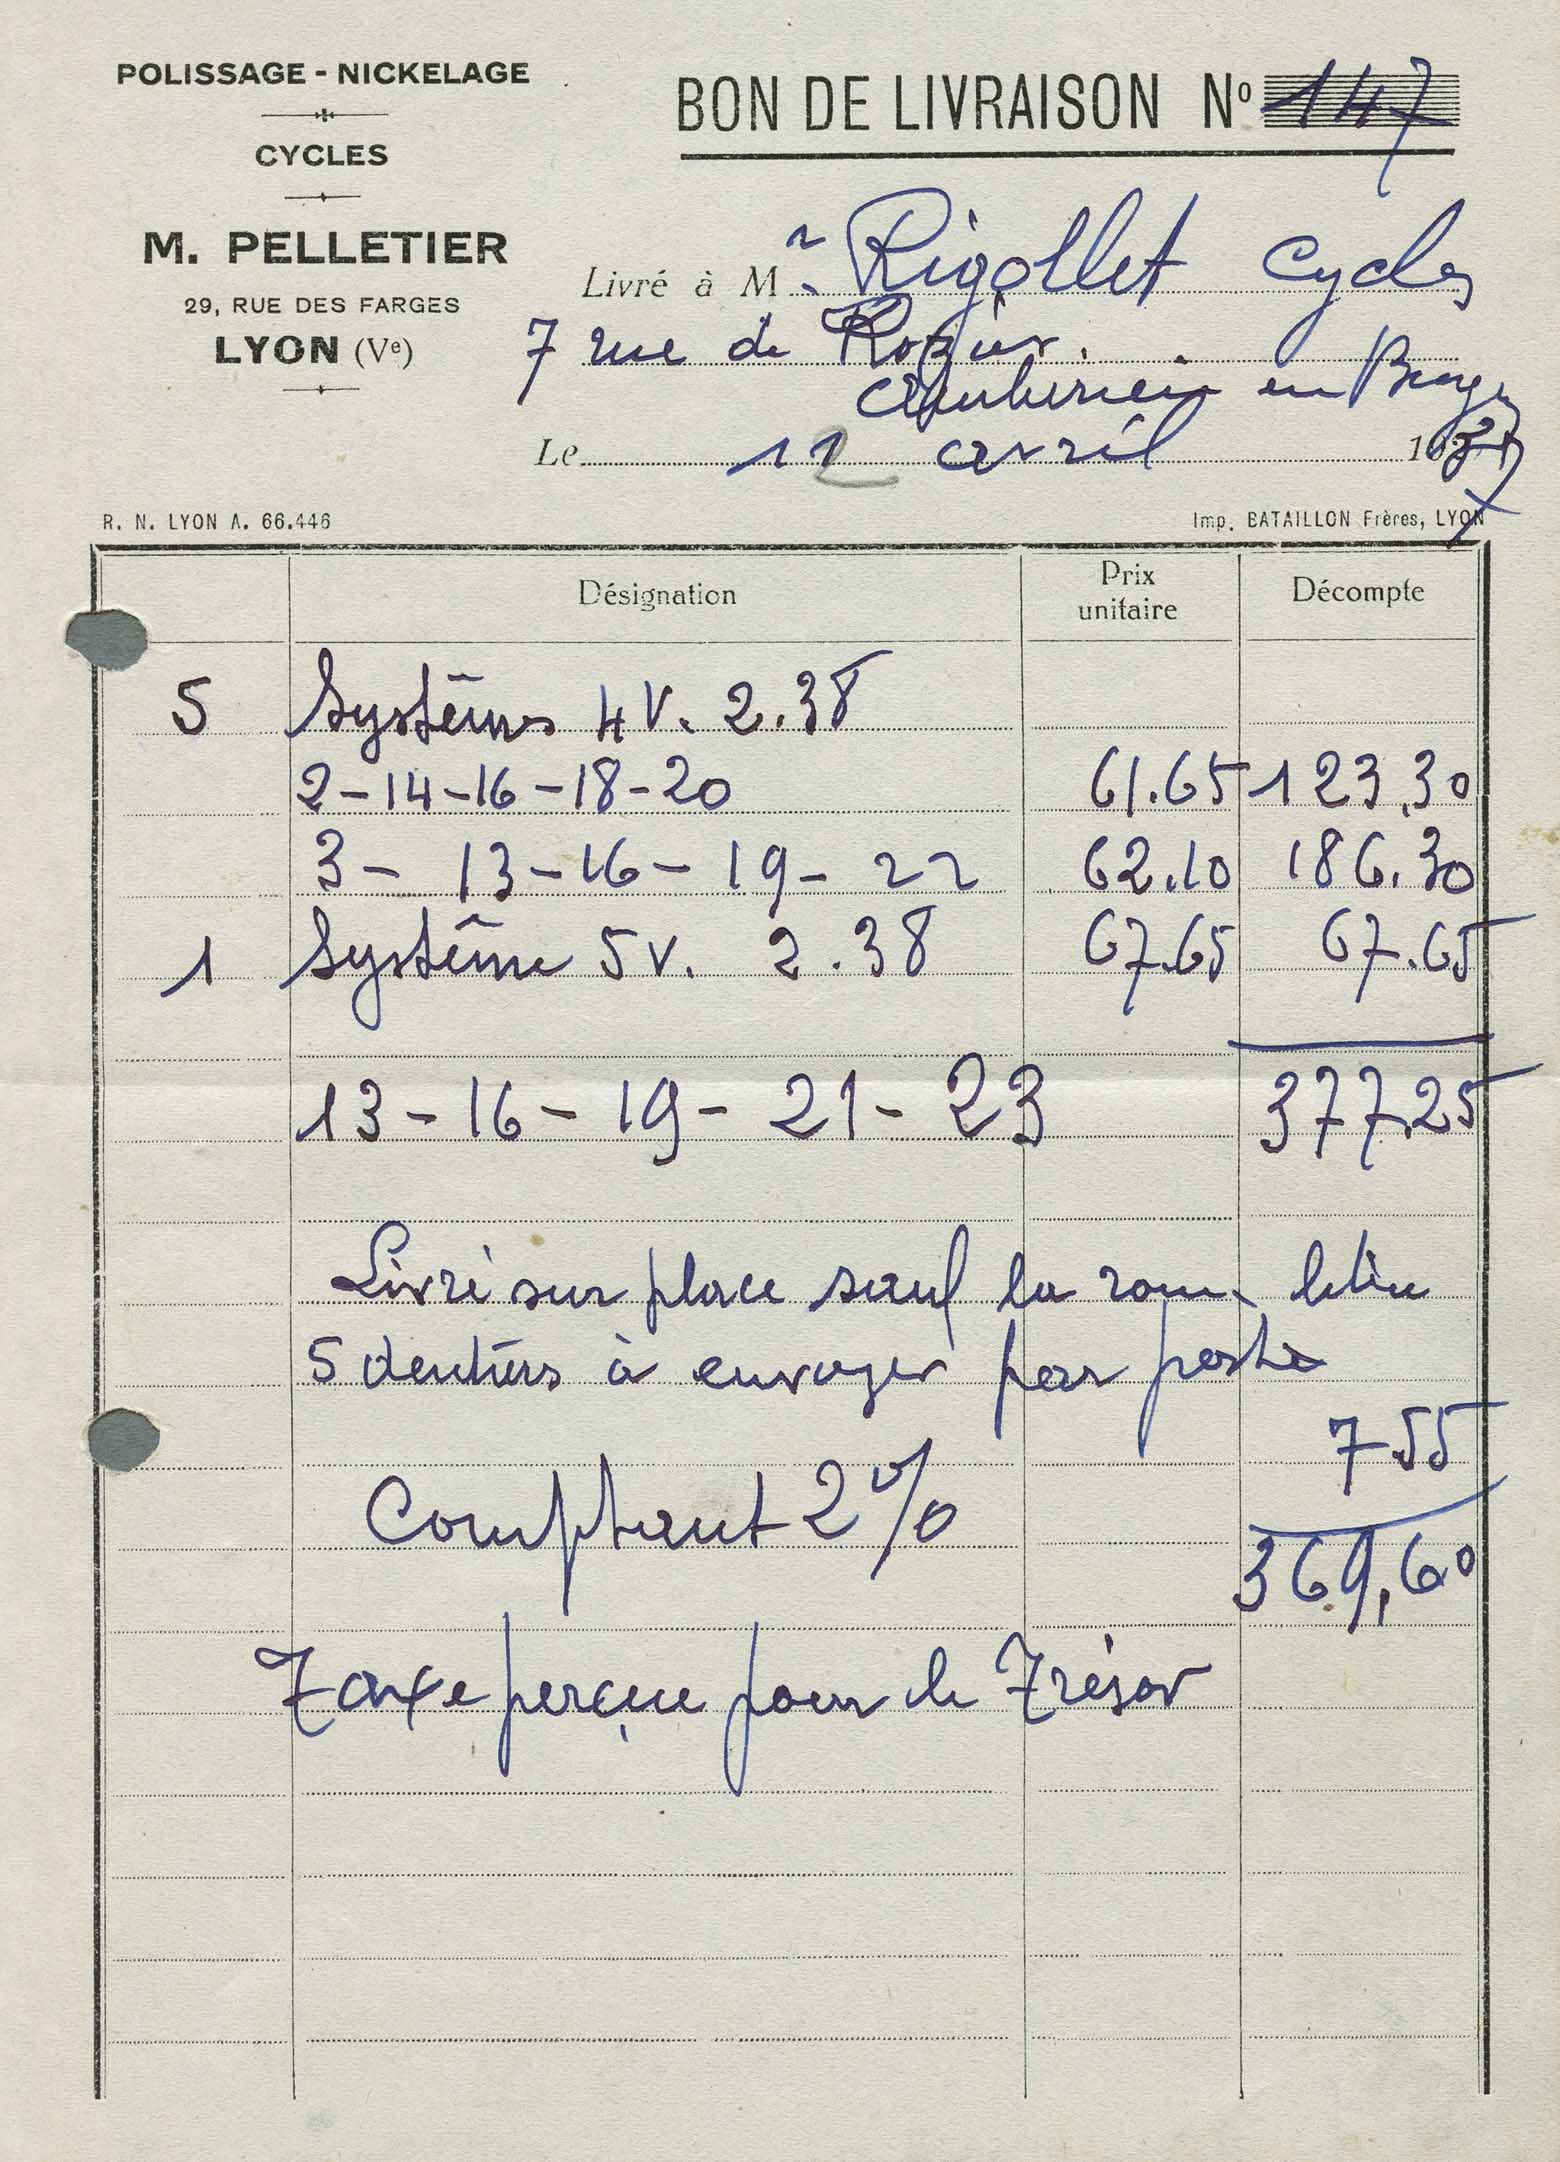 POLISSAGE - NICKELAGE
CYCLES
M. PELLETIER
29, RUE DES FARGES
LYON (Ve)
BON DE LIVRAISON No 147
Livré à M r Rigollet Cycles
7 rue de
en Bugey
Le 12 avril 193
R. N. LYON A. 66.446
Imp. BATAILLON Frères, LYON
Désignation Prix unitaire Décompte
5 Systèmes 4V. 2.38
2-14-16-18-20 61.65 123,30
3- 13-16-19-22 62.10 186.30
1 Système 5V. 2.38 67.65 67.65
13-16-19-21-23 377.25
Livré sur place sauf la roue
5 dentiers à envoyer par poste
7.55
Comptant 2%
369,60
Taxe perçue pour le Trésor